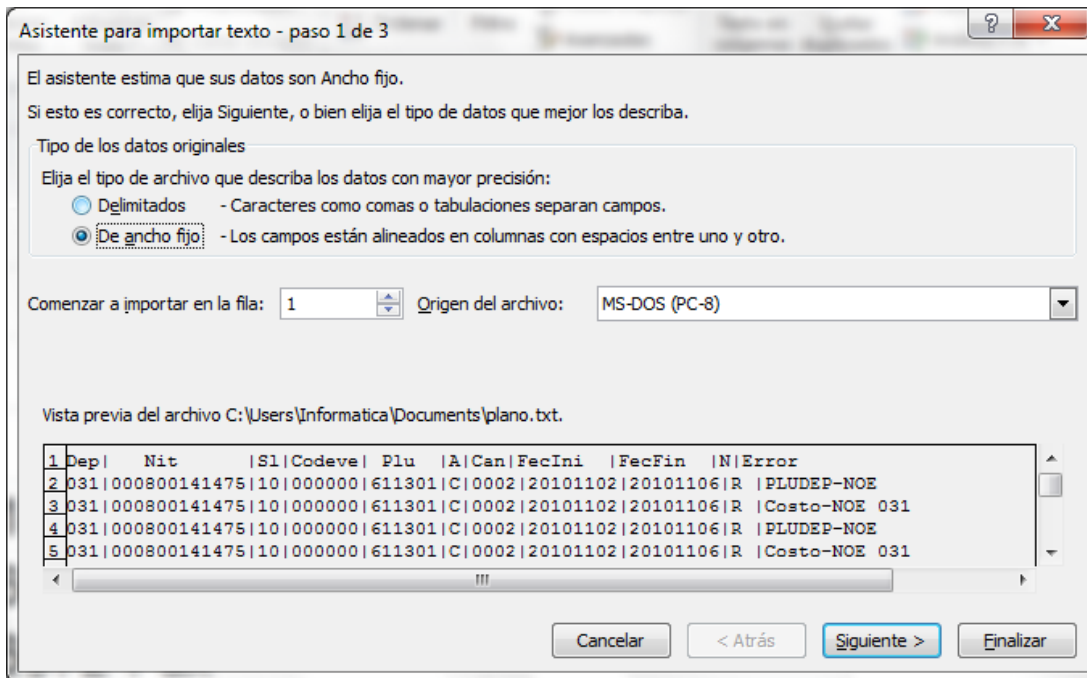 Asistente para importar texto - paso 1 de 3
El asistente estima que sus datos son Ancho fijo.
Si esto es correcto, elija Siguiente, o bien elija el tipo de datos que mejor los describa.
Tipo de los datos originales
Elija el tipo de archivo que describa los datos con mayor precisión:
Delimitados - Caracteres como comas o tabulaciones separan campos.
De ancho fijo - Los campos están alineados en columnas con espacios entre uno y otro.
Comenzar a importar en la fila: 1 Origen del archivo: MS-DOS (PC-8)
Vista previa del archivo C:\Users\Informatica\Documents\plano.txt.
1 Dep|   Nit      |Sl|Codeve| Plu  |A|Can|FecIni  |FecFin  |N|Error
2 031|000800141475|10|000000|611301|C|0002|20101102|20101106|R |PLUDEP-NOE
3 031|000800141475|10|000000|611301|C|0002|20101102|20101106|R |Costo-NOE 031
4 031|000800141475|10|000000|611301|C|0002|20101102|20101106|R |PLUDEP-NOE
5 031|000800141475|10|000000|611301|C|0002|20101102|20101106|R |Costo-NOE 031
Cancelar < Atrás Siguiente > Finalizar